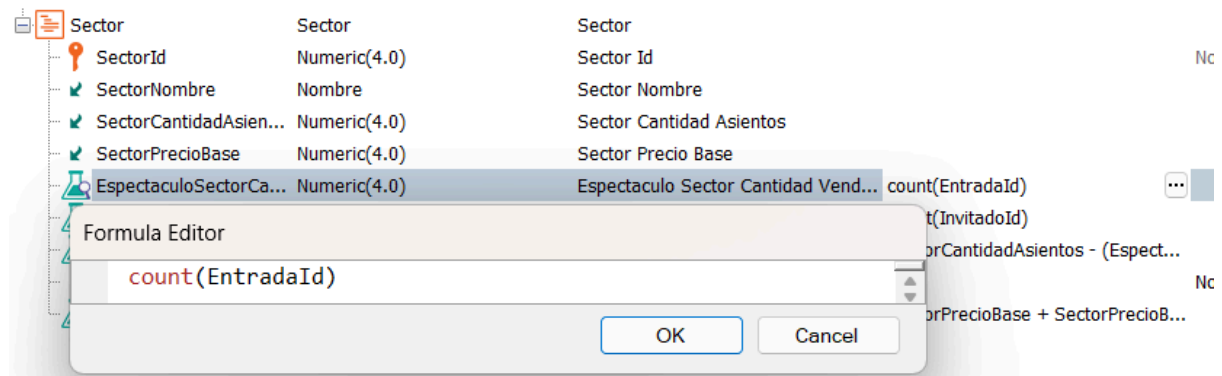 Sector Sector Sector
SectorId Numeric(4.0) Sector Id No
SectorNombre Nombre Sector Nombre
SectorCantidadAsien... Numeric(4.0) Sector Cantidad Asientos
SectorPrecioBase Numeric(4.0) Sector Precio Base
EspectaculoSectorCa... Numeric(4.0) Espectaculo Sector Cantidad Vend... count(EntradaId) ...
t(InvitadoId)
Formula Editor
orCantidadAsientos - (Espect...
count(EntradaId)
No
orPrecioBase + SectorPrecioB...
OK Cancel